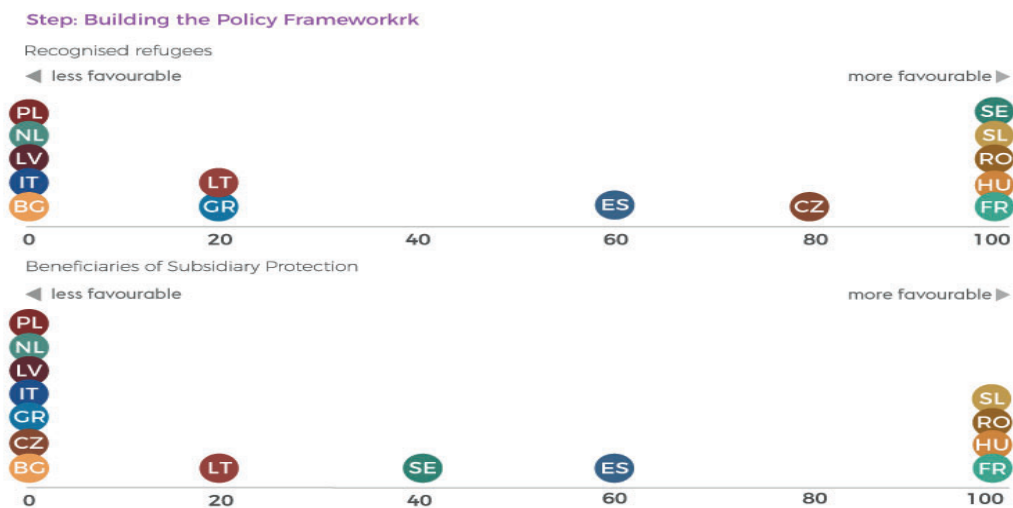 Step: Building the Policy Frameworkrk
Recognised refugees
less favourable more favourable
PL SE
NL SL
LV RO
IT LT HU
BG GR ES CZ FR
0 20 40 60 80 100
Beneficiaries of Subsidiary Protection
less favourable more favourable
PL
NL
LV
IT SL
GR RO
CZ HU
BG LT SE ES FR
0 20 40 60 80 100